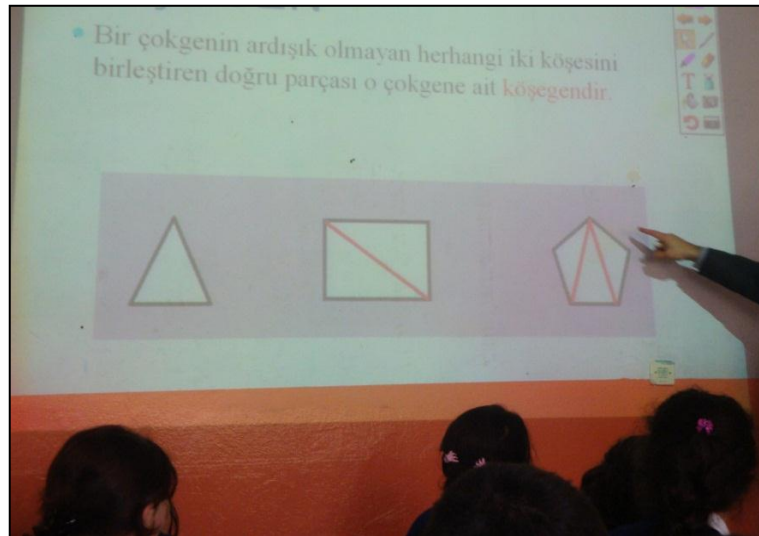 Bir çokgenin ardışık olmayan herhangi iki köşesini
birleştiren doğru parçası o çokgene ait köşegendir.
T